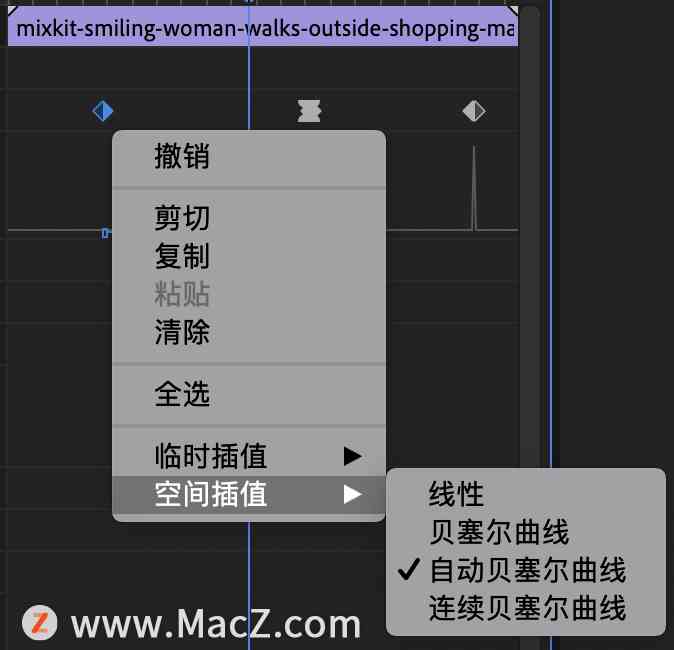 mixkit-smiling-woman-walks-outside-shopping-ma
撤销
剪切
复制
粘贴
清除
全选
临时插值
空间插值
线性
贝塞尔曲线
自动贝塞尔曲线
连续贝塞尔曲线
Z www.MacZ.com